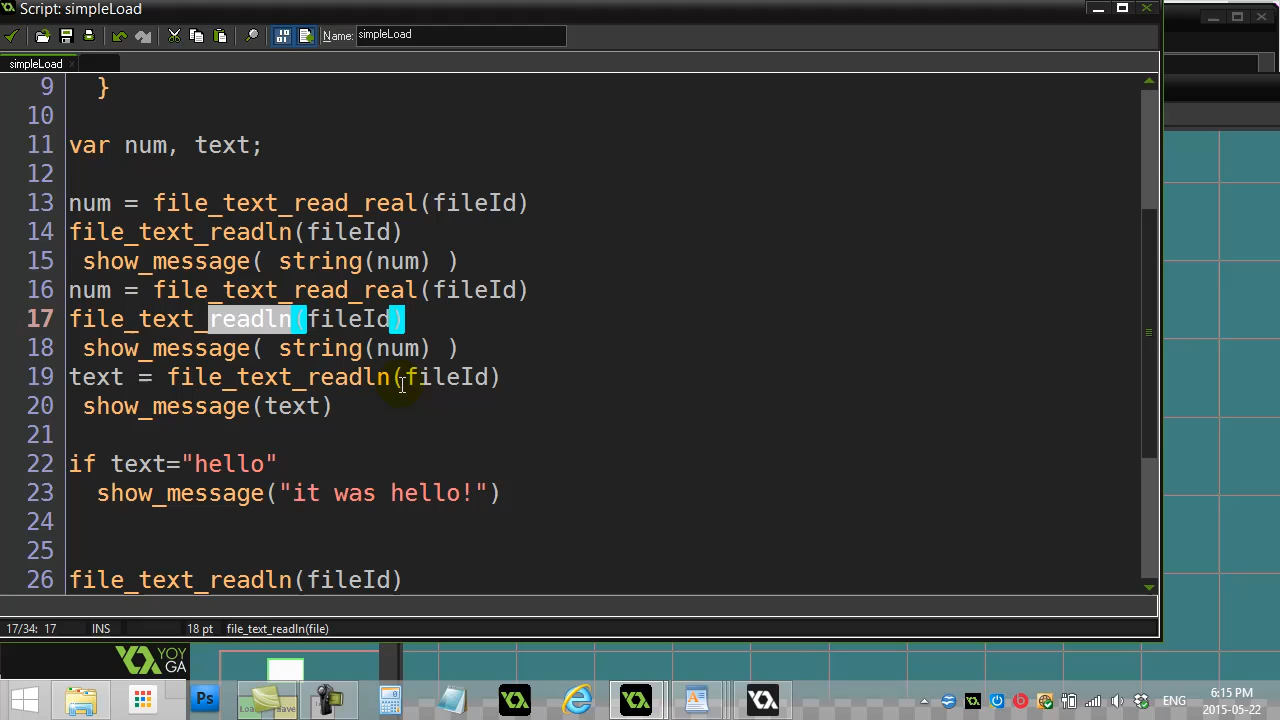 Script: simpleLoad
Name: simpleLoad
simpleLoad
9 }
10
11 var num, text;
12
13 num = file_text_read_real(fileId)
14 file_text_readln(fileId)
15 show_message( string(num) )
16 num = file_text_read_real(fileId)
17 file_text_readln(fileId)
18 show_message( string(num) )
19 text = file_text_readln(fileId)
20 show_message(text)
21
22 if text="hello"
23 show_message("it was hello!")
24
25
26 file_text_readln(fileId)
17/34: 17 INS 18 pt file_text_readln(file)
YOY
GA
Ps
ENG
6:15 PM
2015-05-22